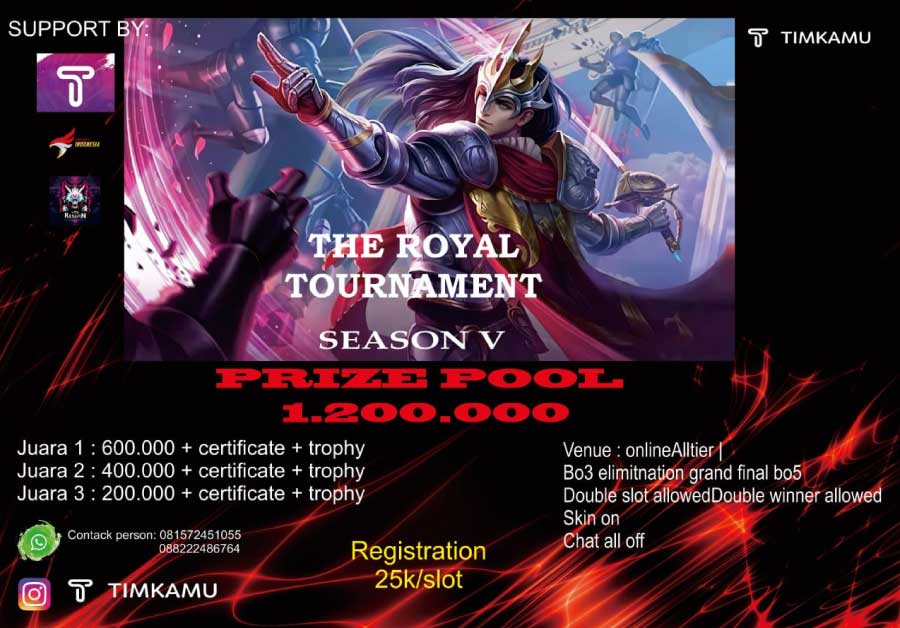 SUPPORT BY:
TIMKAMU
INDONESIA
THE ROYAL
TOURNAMENT
SEASON V
PRIZE POOL
1.200.000
Juara 1 : 600.000 + certificate + trophy
Juara 2 : 400.000 + certificate + trophy
Juara 3 : 200.000 + certificate + trophy
Venue : onlineAlltier |
Bo3 elimitnation grand final bo5
Double slot allowedDouble winner allowed
Skin on
Chat all off
Contack person: 081572451055
088222486764
Registration
25k/slot
TIMKAMU